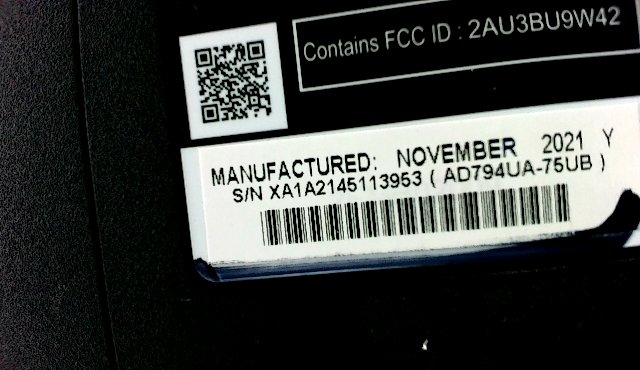 Contains FCC ID : 2AU3BU9W42
MANUFACTURED: NOVEMBER 2021 Y
S/N XA1A2145113953 ( AD794UA-75UB )